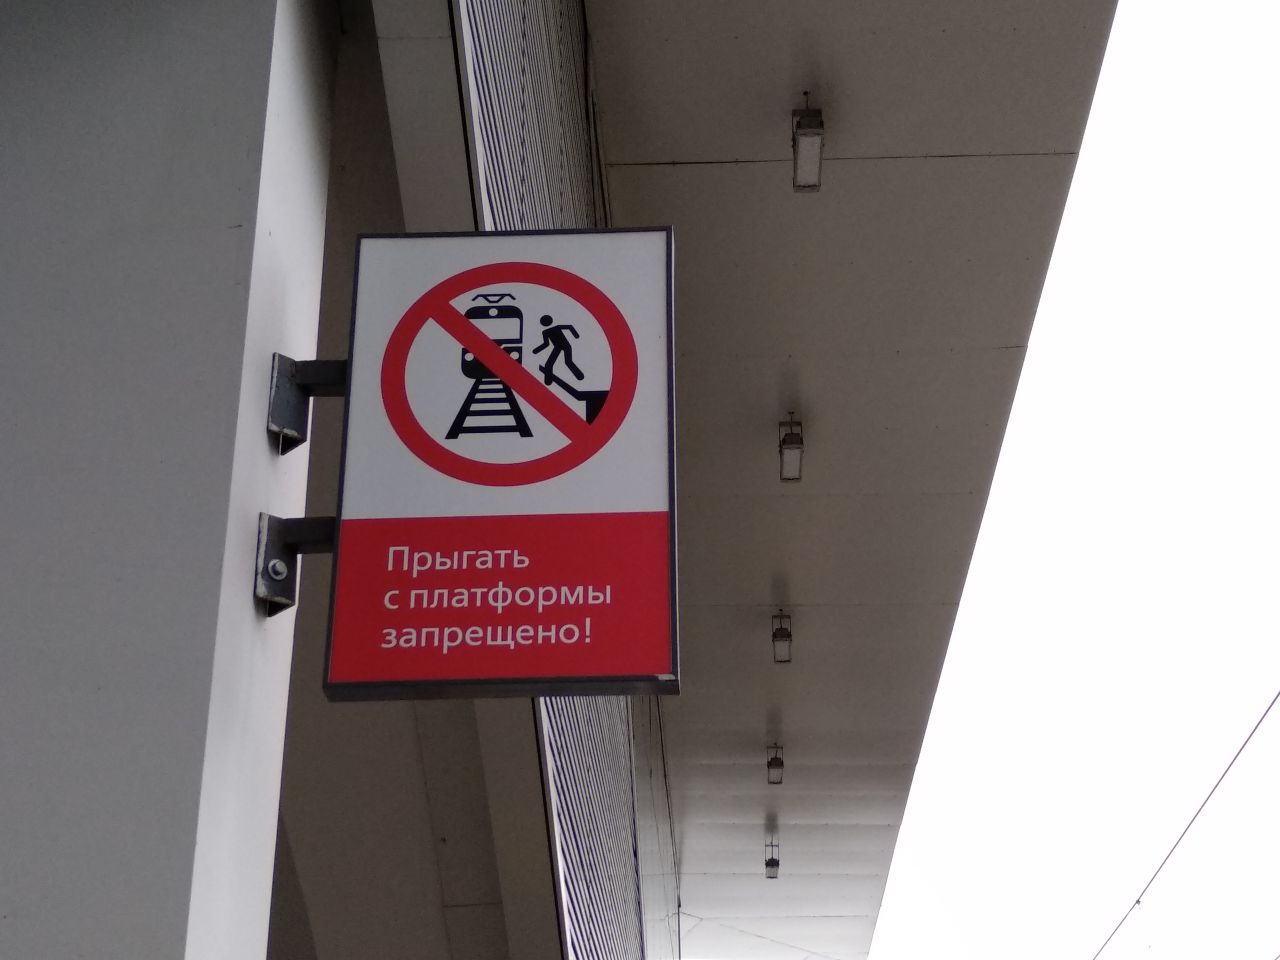 Прыгать
с платформы
запрещено!